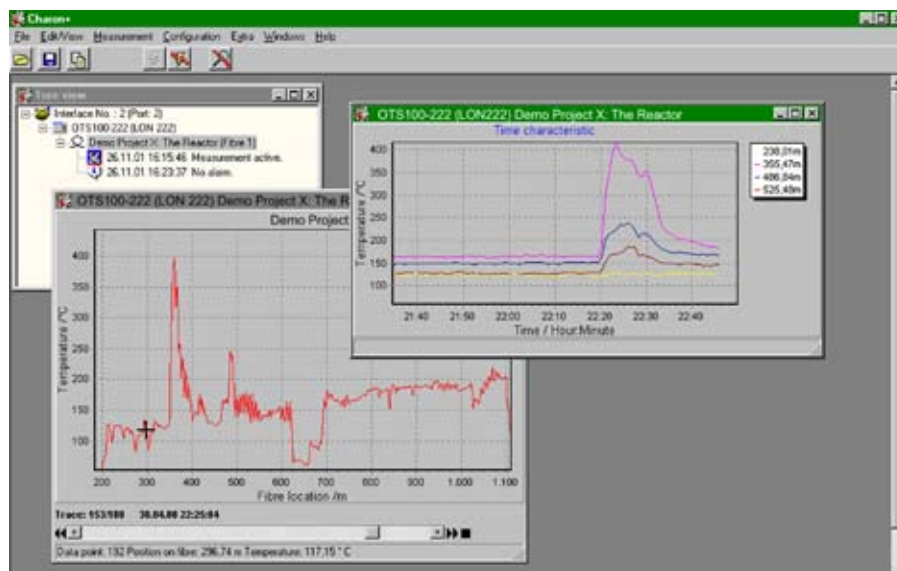 Charon+
File Edit/View Measurement Configuration Extra Windows Help
Tree view
Interface No. : 2 (Port: 2)
OTS100-222 (LON 222)
Demo Project X: The Reactor (Fibre 1)
26.11.01 16:15:46 Measurement active.
26.11.01 16:23:37 No alarm.
OTS100-222 (LON222) Demo Project X: The Reactor
Time characteristic
Temperature /°C
400
350
300
250
200
150
100
21:40 21:50 22:00 22:10 22:20 22:30 22:40
Time / Hour:Minute
238,01m
355,47m
486,84m
525,48m
OTS100-222 (LON 222) Demo Project X: The R
Demo Project
Temperature /°C
400
350
300
250
200
150
100
200 300 400 500 600 700 800 900 1.000 1.100
Fibre location /m
Trace: 153/180 30.04.00 22:25:04
Data point: 192 Position on fibre: 296,74 m Temperature: 117,15 °C